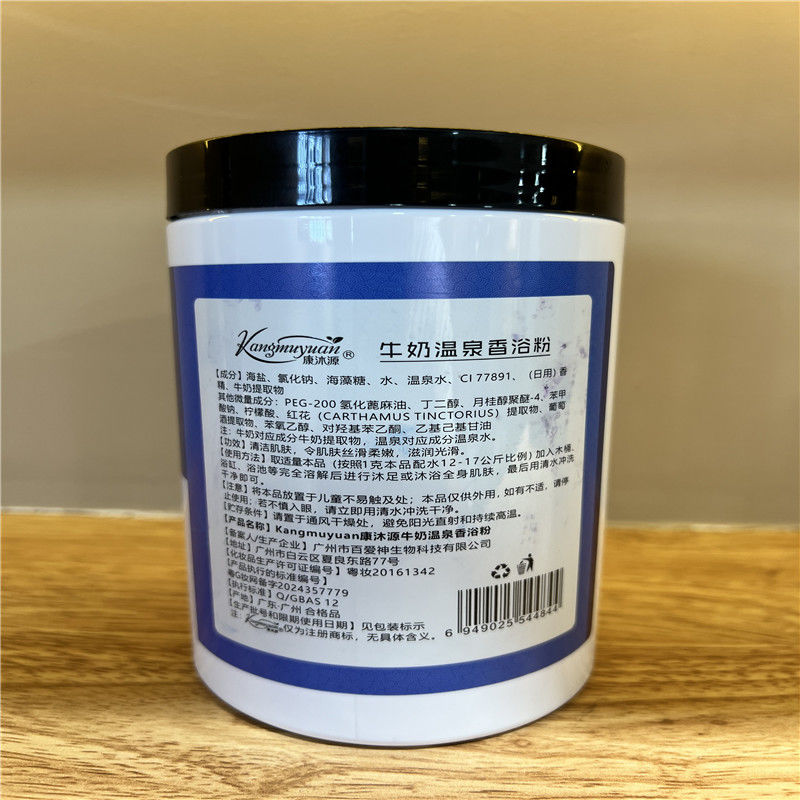 Kangmuyuan®
康沐源
牛奶温泉香浴粉
【成分】海盐、氯化钠、海藻糖、水、温泉水、CI 77891、(日用)香
精、牛奶提取物
其他微量成分:PEG-200 氢化蓖麻油、丁二醇、月桂醇聚醚-4、苯甲
酸钠、柠檬酸、红花(CARTHAMUS TINCTORIUS)提取物、葡萄
酒提取物、苯氧乙醇、对羟基苯乙酮、乙基己基甘油
注:牛奶对应成分牛奶提取物,温泉对应成分温泉水。
【功效】清洁肌肤,令肌肤丝滑柔嫩,滋润光滑。
【使用方法】取适量本品(按照1克本品配水12-17公斤比例)加入木桶、
浴缸、浴池等完全溶解后进行沐足或沐浴全身肌肤,最后用清水冲洗
干净即可。
【注意】将本品放置于儿童不易触及处;本品仅供外用,如有不适,请停
止使用;若不慎入眼,请立即用清水冲洗干净。
【贮存条件】请置于通风干燥处,避免阳光直射和持续高温。
【产品名称】Kangmuyuan康沐源牛奶温泉香浴粉
【备案人/生产企业】广州市百爱神生物科技有限公司
【地址】广州市白云区夏良东路77号
【化妆品生产许可证编号】粤妆20161342
【产品执行的标准编号】
粤G妆网备字2024357779
【执行标准】Q/GBAS 12
【产地】广东·广州 合格品
【生产批号和限期使用日期】见包装标示
注:Kangmuyuan康沐源仅为注册商标,无具体含义。
6 949025 544844